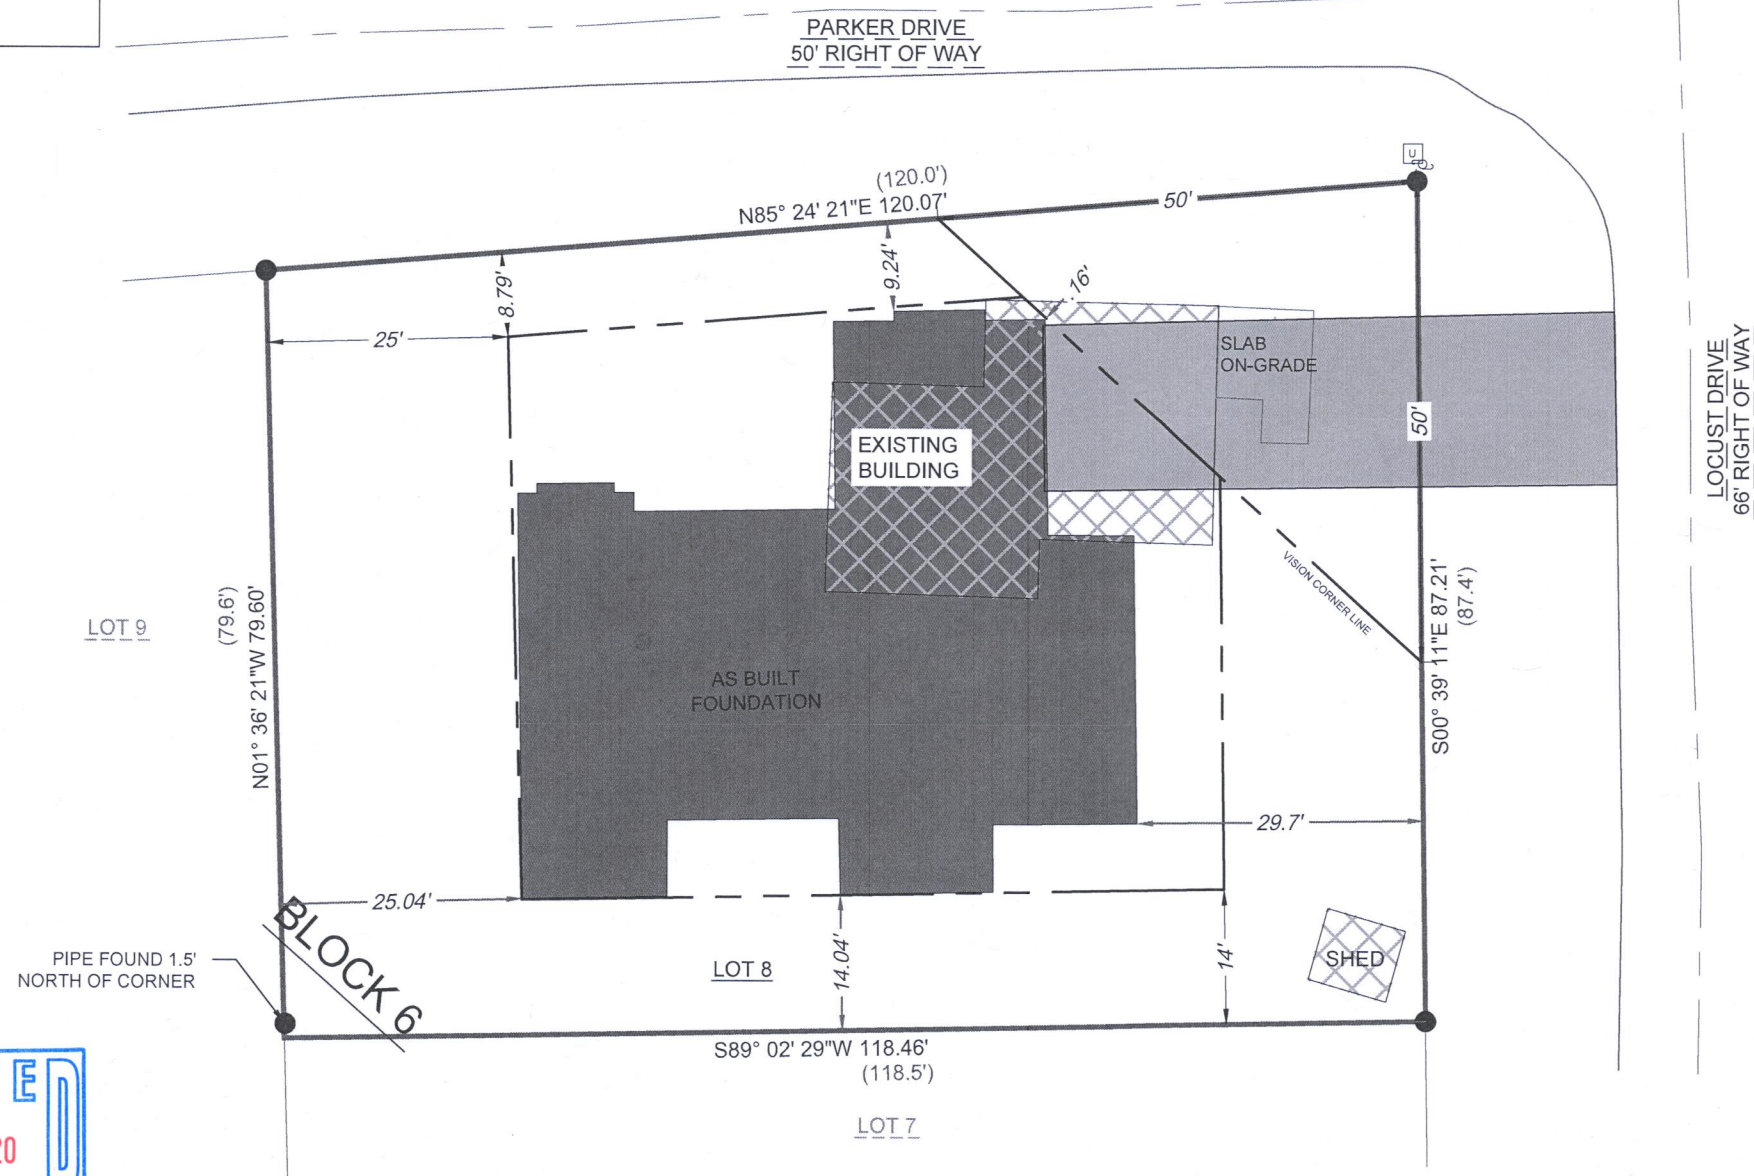 PARKER DRIVE
50' RIGHT OF WAY
U
(120.0')
N85° 24' 21"E 120.07'
50'
8.79'
9.24'
.16'
25'
SLAB
ON-GRADE
EXISTING
BUILDING
50'
LOCUST DRIVE
66' RIGHT OF WAY
VISION CORNER LINE
LOT 9
(79.6')
N01° 36' 21"W 79.60'
S00° 39' 11"E 87.21'
(87.4')
AS BUILT
FOUNDATION
29.7'
25.04'
BLOCK 6
PIPE FOUND 1.5'
NORTH OF CORNER
LOT 8
14.04'
14'
SHED
S89° 02' 29"W 118.46'
(118.5')
LOT 7
ED
20